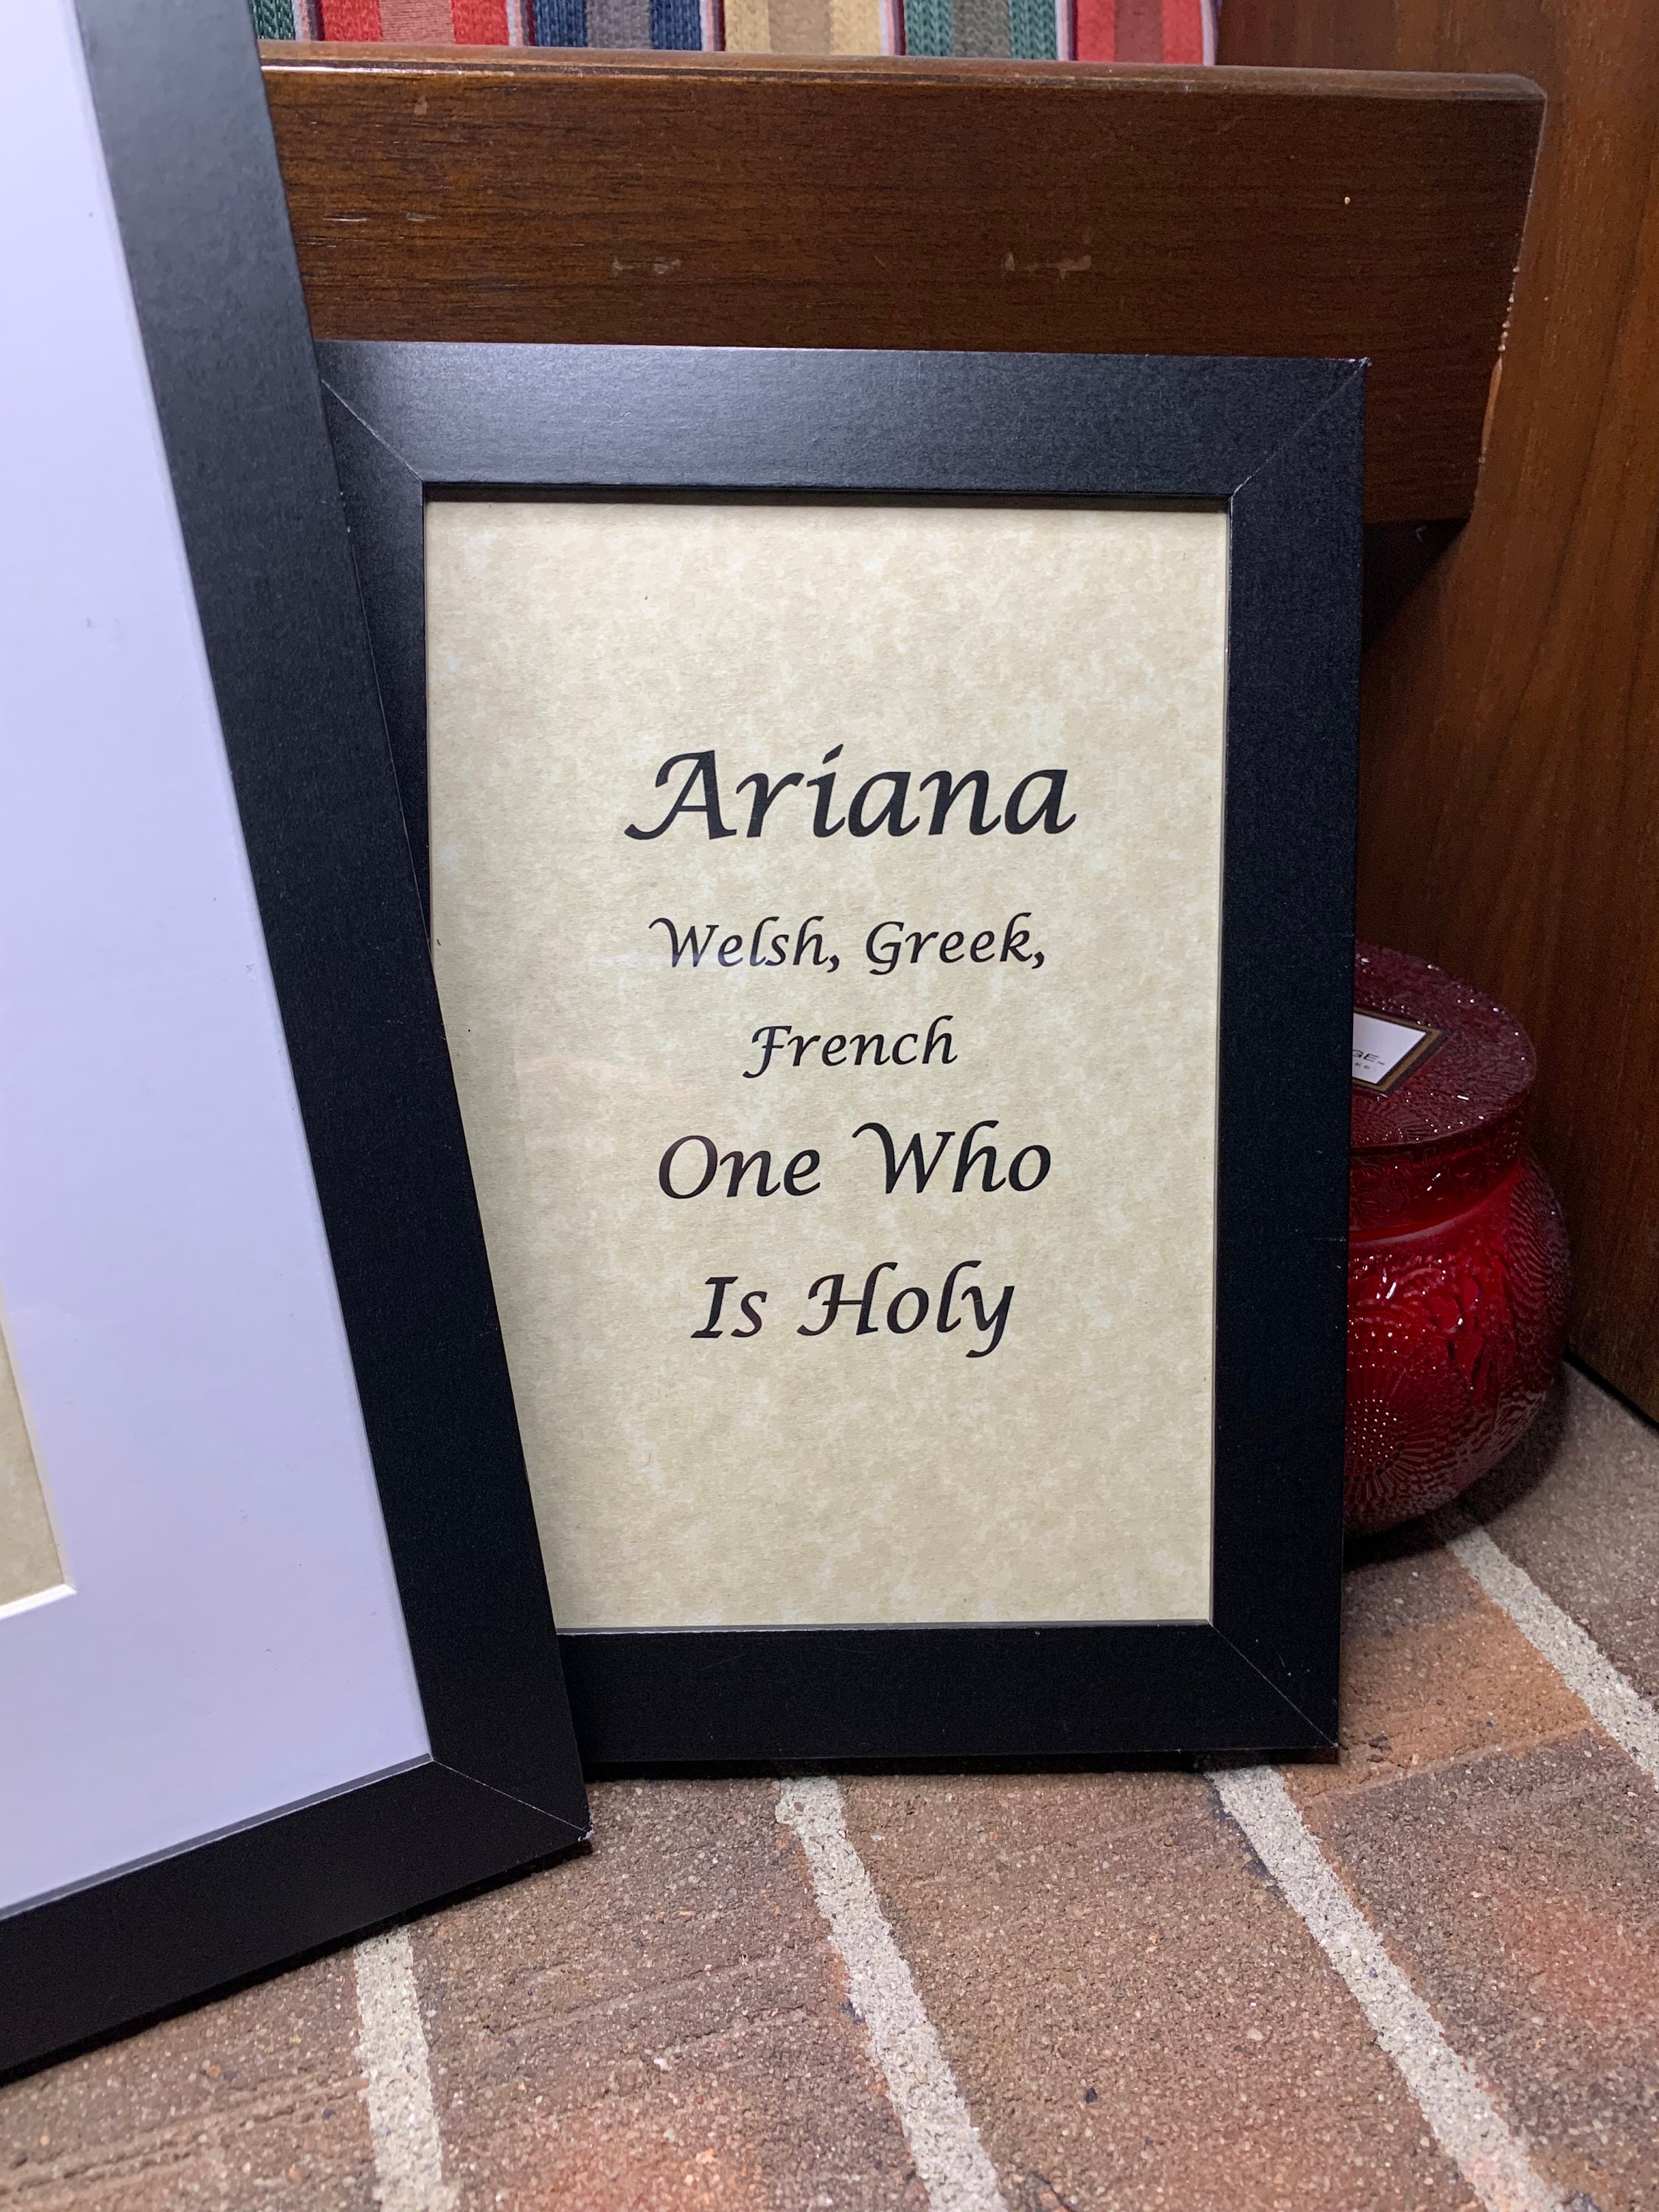 Ariana
Welsh, Greek,
French
One Who
Is Holy